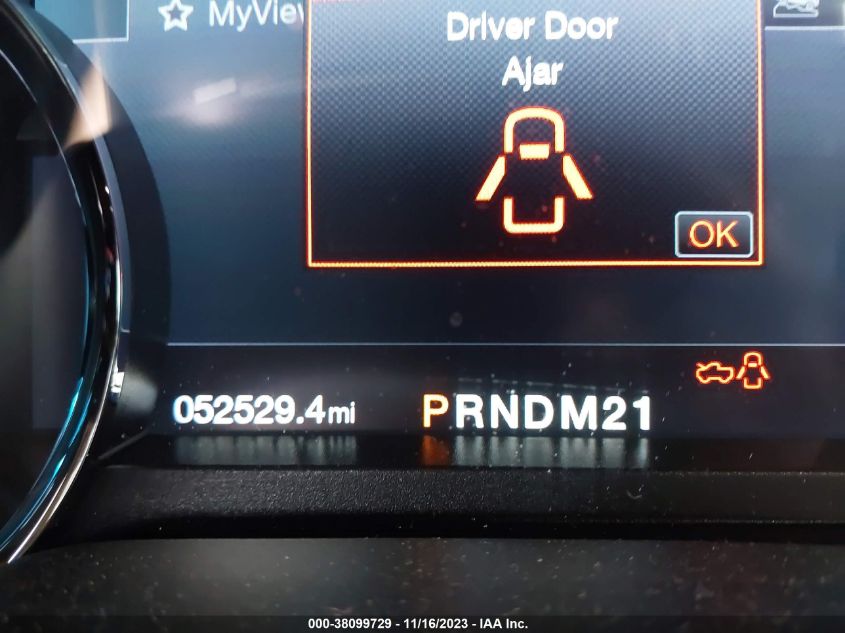 MyView
Driver Door
Ajar
OK
052529.4mi
PRNDM21
000-38099729 - 11/16/2023 - IAA Inc.